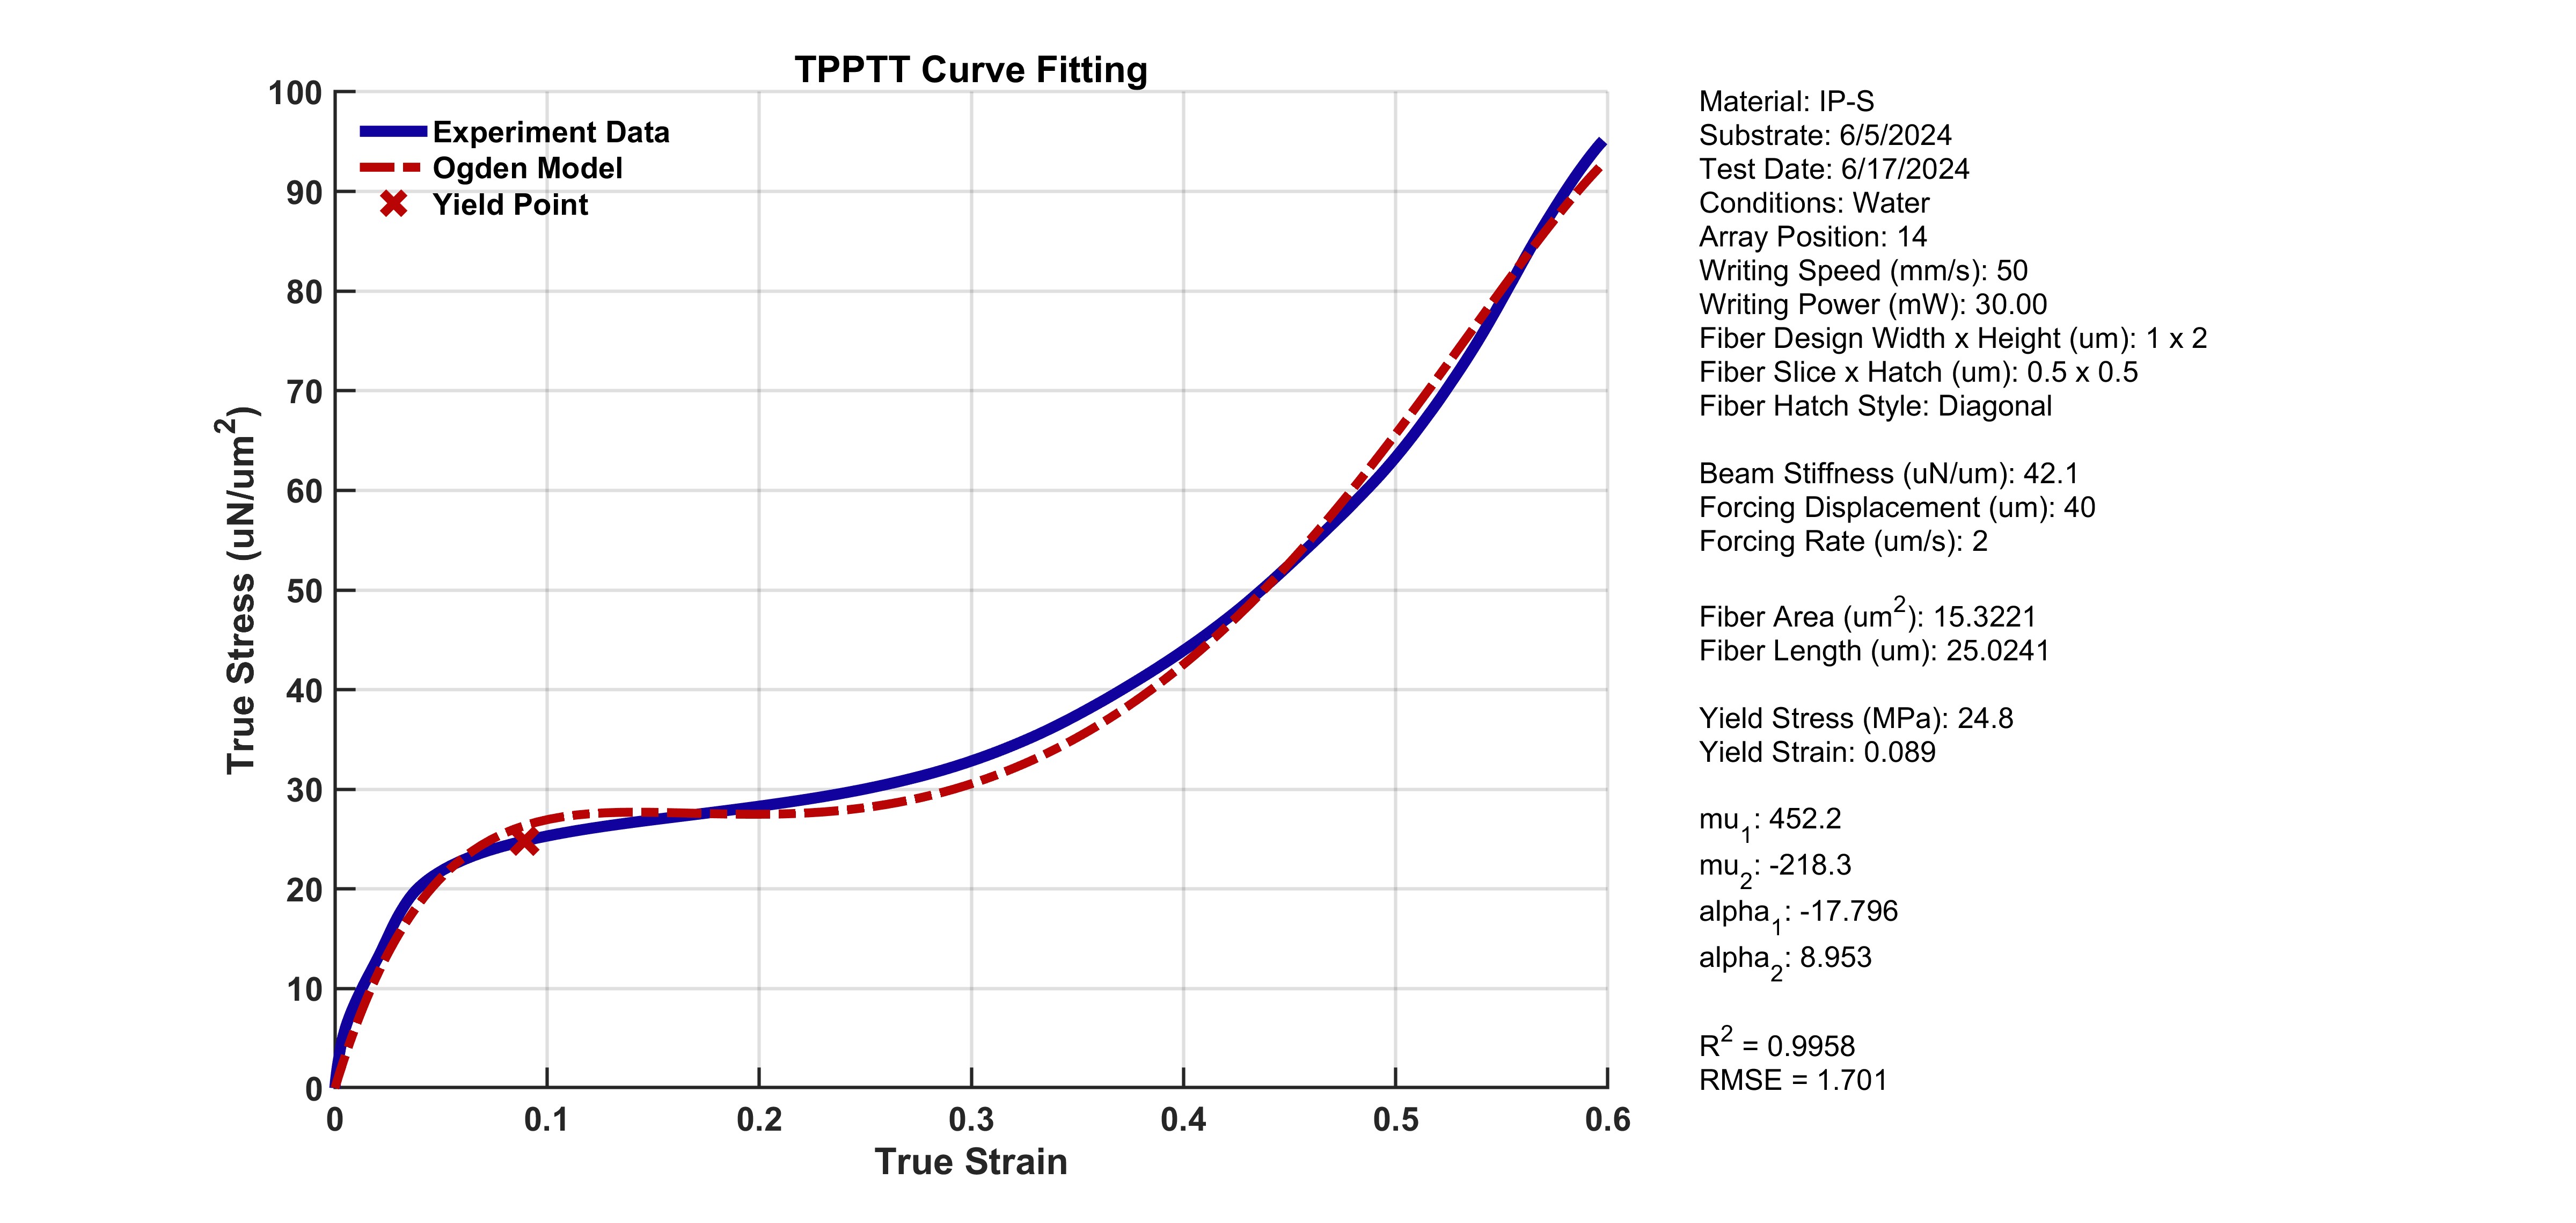 TPPTT Curve Fitting
100
90
80
70
60
50
40
30
20
10
0
True Stress (uN/um²)
Experiment Data
Ogden Model
Yield Point
0 0.1 0.2 0.3 0.4 0.5 0.6
True Strain
Material: IP-S
Substrate: 6/5/2024
Test Date: 6/17/2024
Conditions: Water
Array Position: 14
Writing Speed (mm/s): 50
Writing Power (mW): 30.00
Fiber Design Width x Height (um): 1 x 2
Fiber Slice x Hatch (um): 0.5 x 0.5
Fiber Hatch Style: Diagonal
Beam Stiffness (uN/um): 42.1
Forcing Displacement (um): 40
Forcing Rate (um/s): 2
Fiber Area (um²): 15.3221
Fiber Length (um): 25.0241
Yield Stress (MPa): 24.8
Yield Strain: 0.089
mu₁: 452.2
mu₂: -218.3
alpha₁: -17.796
alpha₂: 8.953
R² = 0.9958
RMSE = 1.701